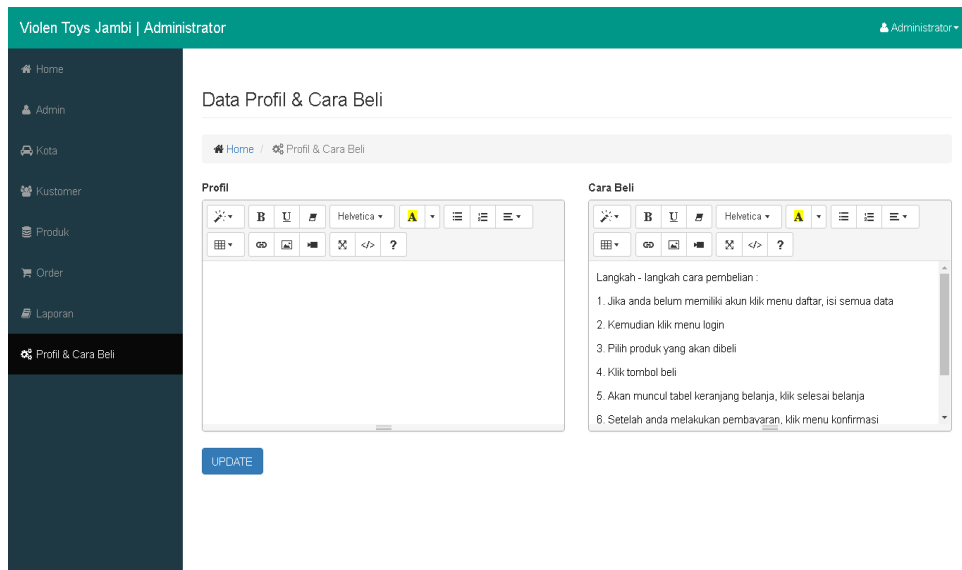 Violen Toys Jambi | Administrator
Administrator
Home
Admin
Kota
Kustomer
Produk
Order
Laporan
Profil & Cara Beli
Data Profil & Cara Beli
Home / Profil & Cara Beli
Profil
B U Helvetica A
</> ?
Cara Beli
B U Helvetica A
</> ?
Langkah - langkah cara pembelian :
1. Jika anda belum memiliki akun klik menu daftar, isi semua data
2. Kemudian klik menu login
3. Pilih produk yang akan dibeli
4. Klik tombol beli
5. Akan muncul tabel keranjang belanja, klik selesai belanja
6. Setelah anda melakukan pembayaran, klik menu konfirmasi
UPDATE